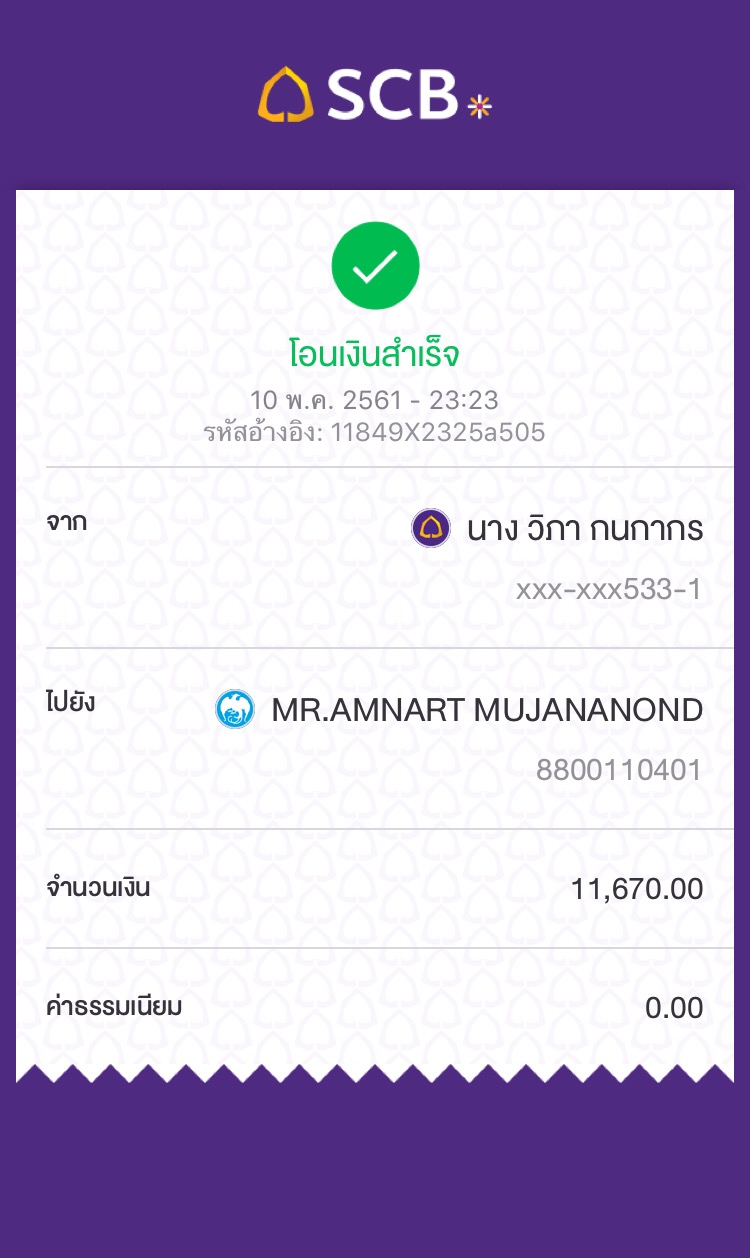 SCB
โอนเงินสำเร็จ
10 พ.ค. 2561 - 23:23
รหัสอ้างอิง: 11849X2325a505
จาก
นาง วิภา กนกากร
xxx-xxx533-1
ไปยัง
MR.AMNART MUJANANOND
8800110401
จำนวนเงิน
11,670.00
ค่าธรรมเนียม
0.00